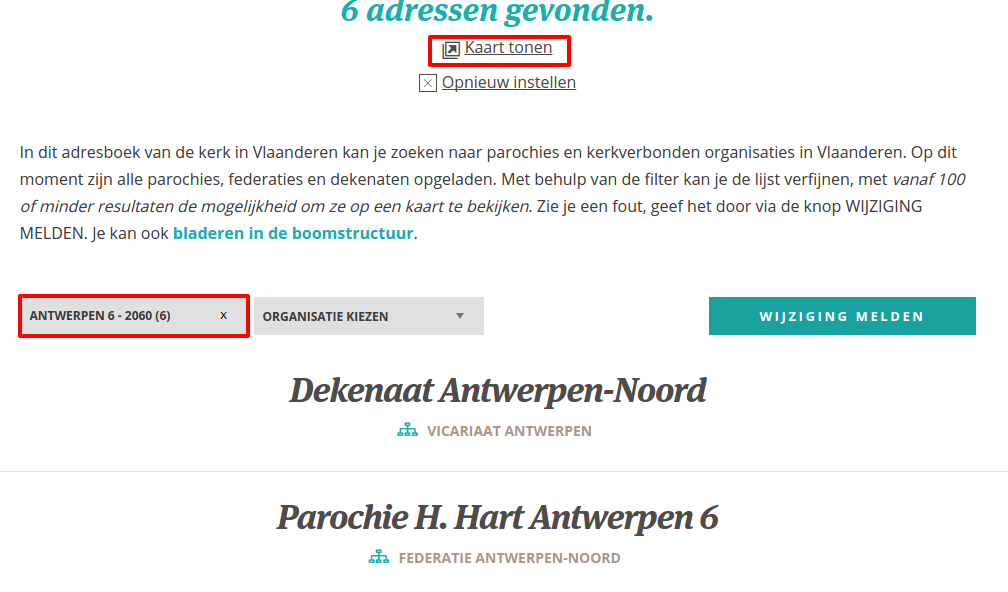 6 adressen gevonden.
Kaart tonen
Opnieuw instellen
In dit adresboek van de kerk in Vlaanderen kan je zoeken naar parochies en kerkverbonden organisaties in Vlaanderen. Op dit
moment zijn alle parochies, federaties en dekenaten opgeladen. Met behulp van de filter kan je de lijst verfijnen, met vanaf 100
of minder resultaten de mogelijkheid om ze op een kaart te bekijken. Zie je een fout, geef het door via de knop WIJZIGING
MELDEN. Je kan ook bladeren in de boomstructuur.
ANTWERPEN 6 - 2060 (6) x ORGANISATIE KIEZEN WIJZIGING MELDEN
Dekenaat Antwerpen-Noord
VICARIAAT ANTWERPEN
Parochie H. Hart Antwerpen 6
FEDERATIE ANTWERPEN-NOORD